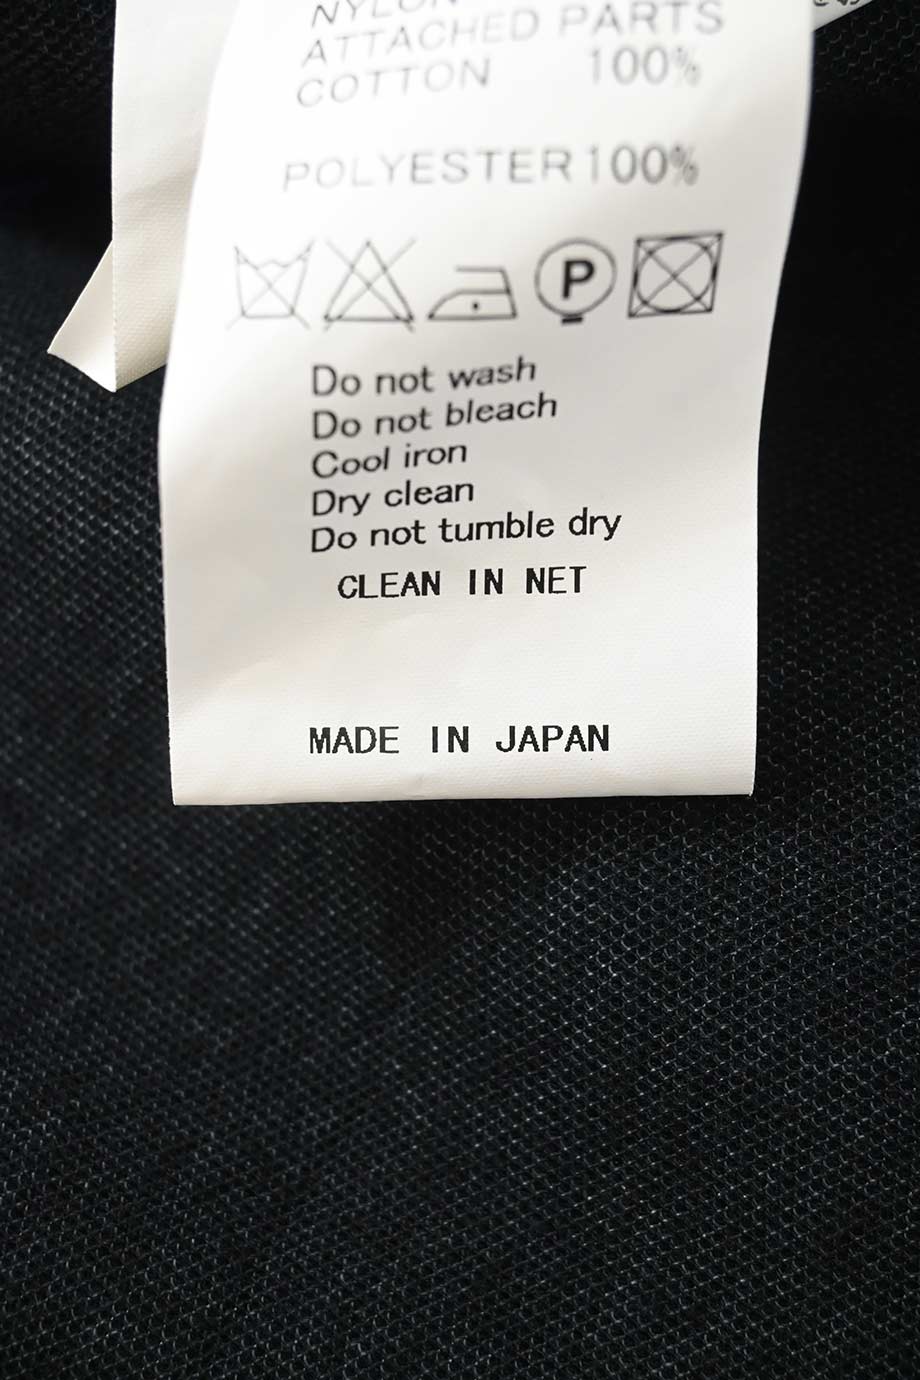 NYLON
ATTACHED PARTS
COTTON 100%
POLYESTER 100%
P
Do not wash
Do not bleach
Cool iron
Dry clean
Do not tumble dry
CLEAN IN NET
MADE IN JAPAN